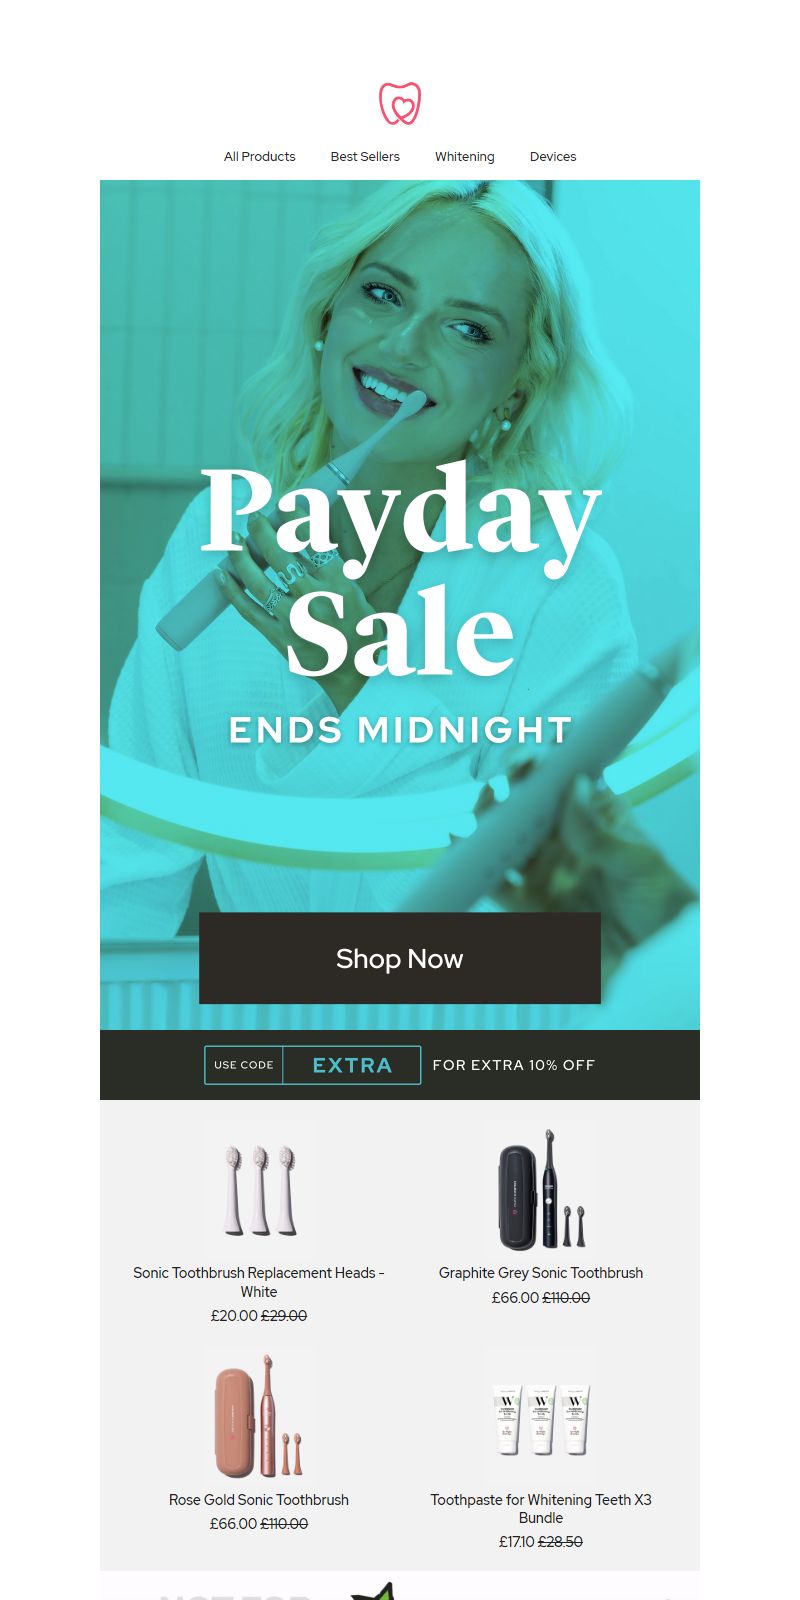 All Products Best Sellers Whitening Devices
Payday
Sale
ENDS MIDNIGHT
Shop Now
USE CODE EXTRA FOR EXTRA 10% OFF
Sonic Toothbrush Replacement Heads -
White
£20.00 £29.00
Graphite Grey Sonic Toothbrush
£66.00 £110.00
Rose Gold Sonic Toothbrush
£66.00 £110.00
Toothpaste for Whitening Teeth X3
Bundle
£17.10 £28.50